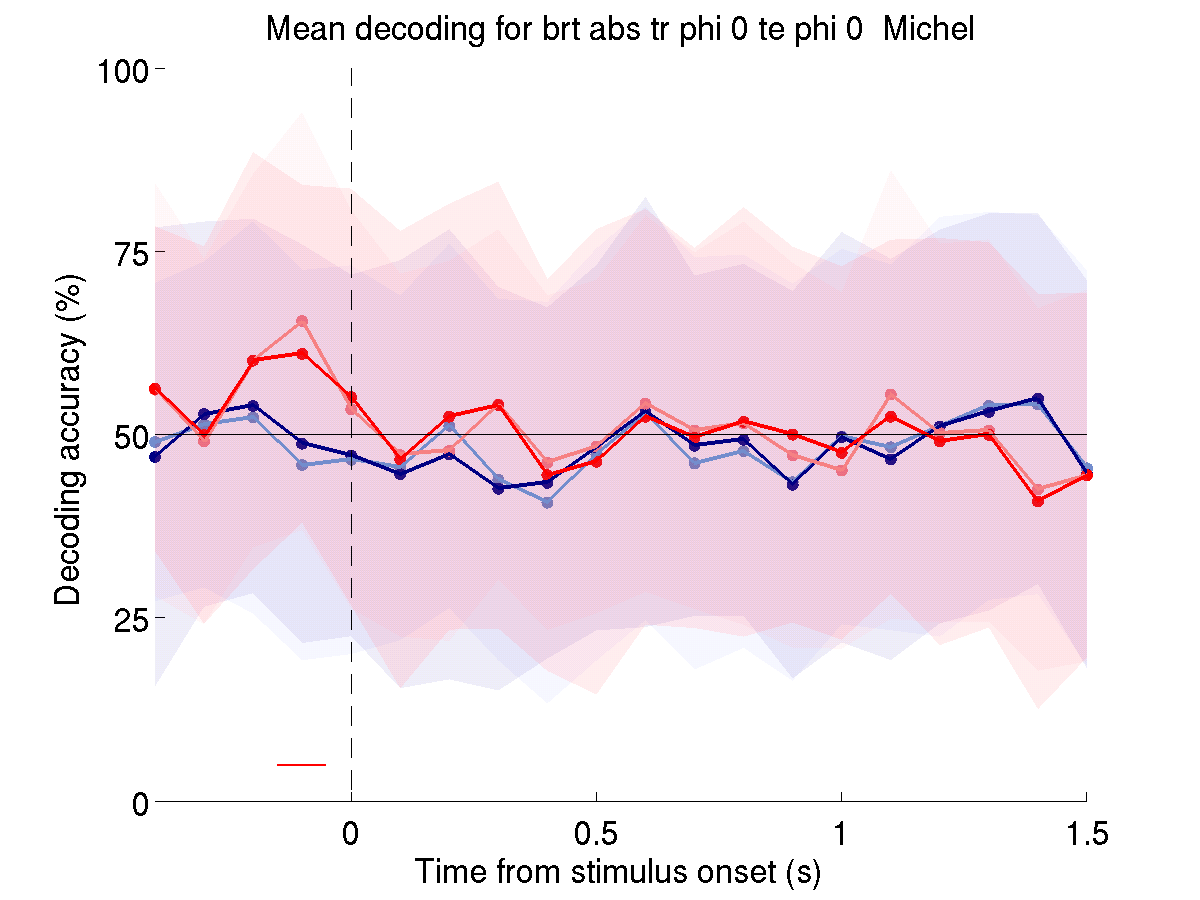 Mean decoding for brt abs tr phi 0 te phi 0  Michel
100
75
50
25
0
Decoding accuracy (%)
0 0.5 1 1.5
Time from stimulus onset (s)